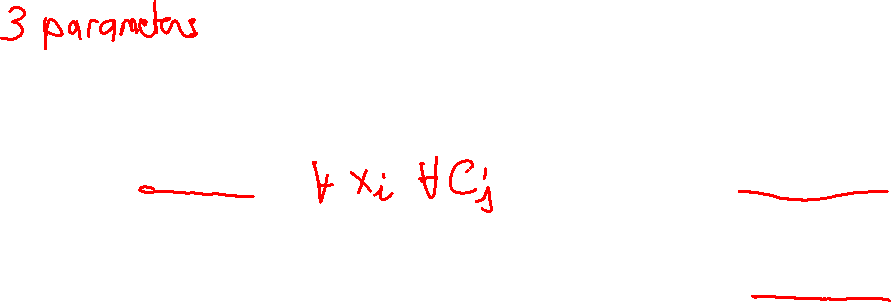 3 parameters
∀ xi ∀ Cj